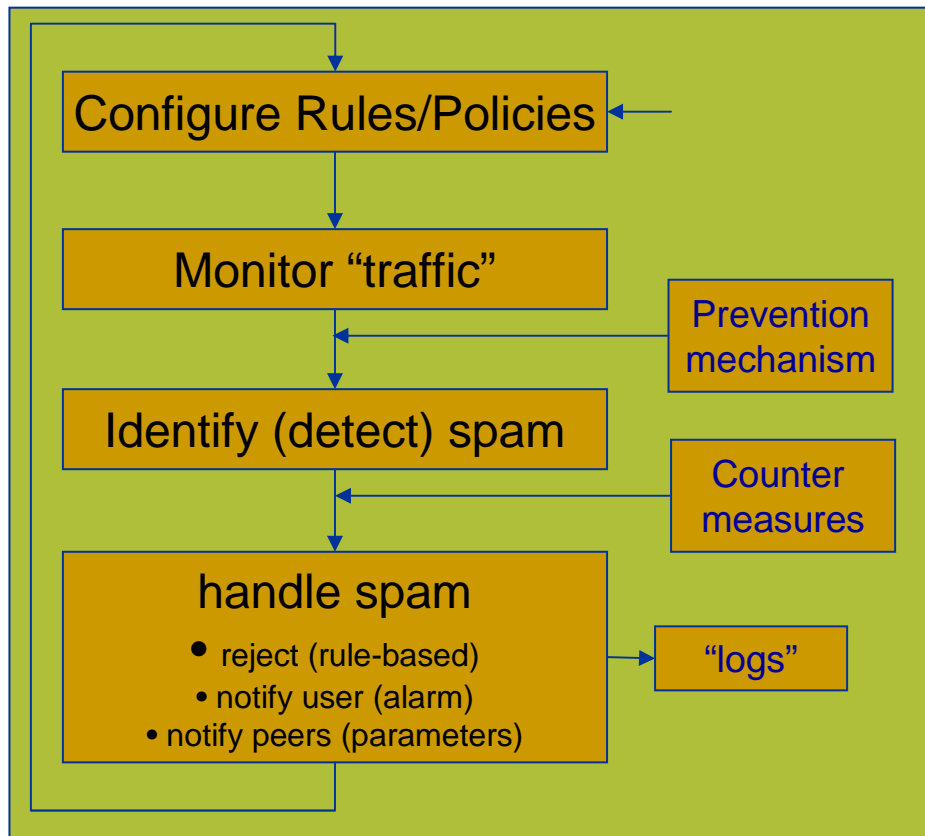 Configure Rules/Policies
Monitor “traffic”
Prevention
mechanism
Identify (detect) spam
Counter
measures
handle spam
• reject (rule-based)
• notify user (alarm)
• notify peers (parameters)
“logs”